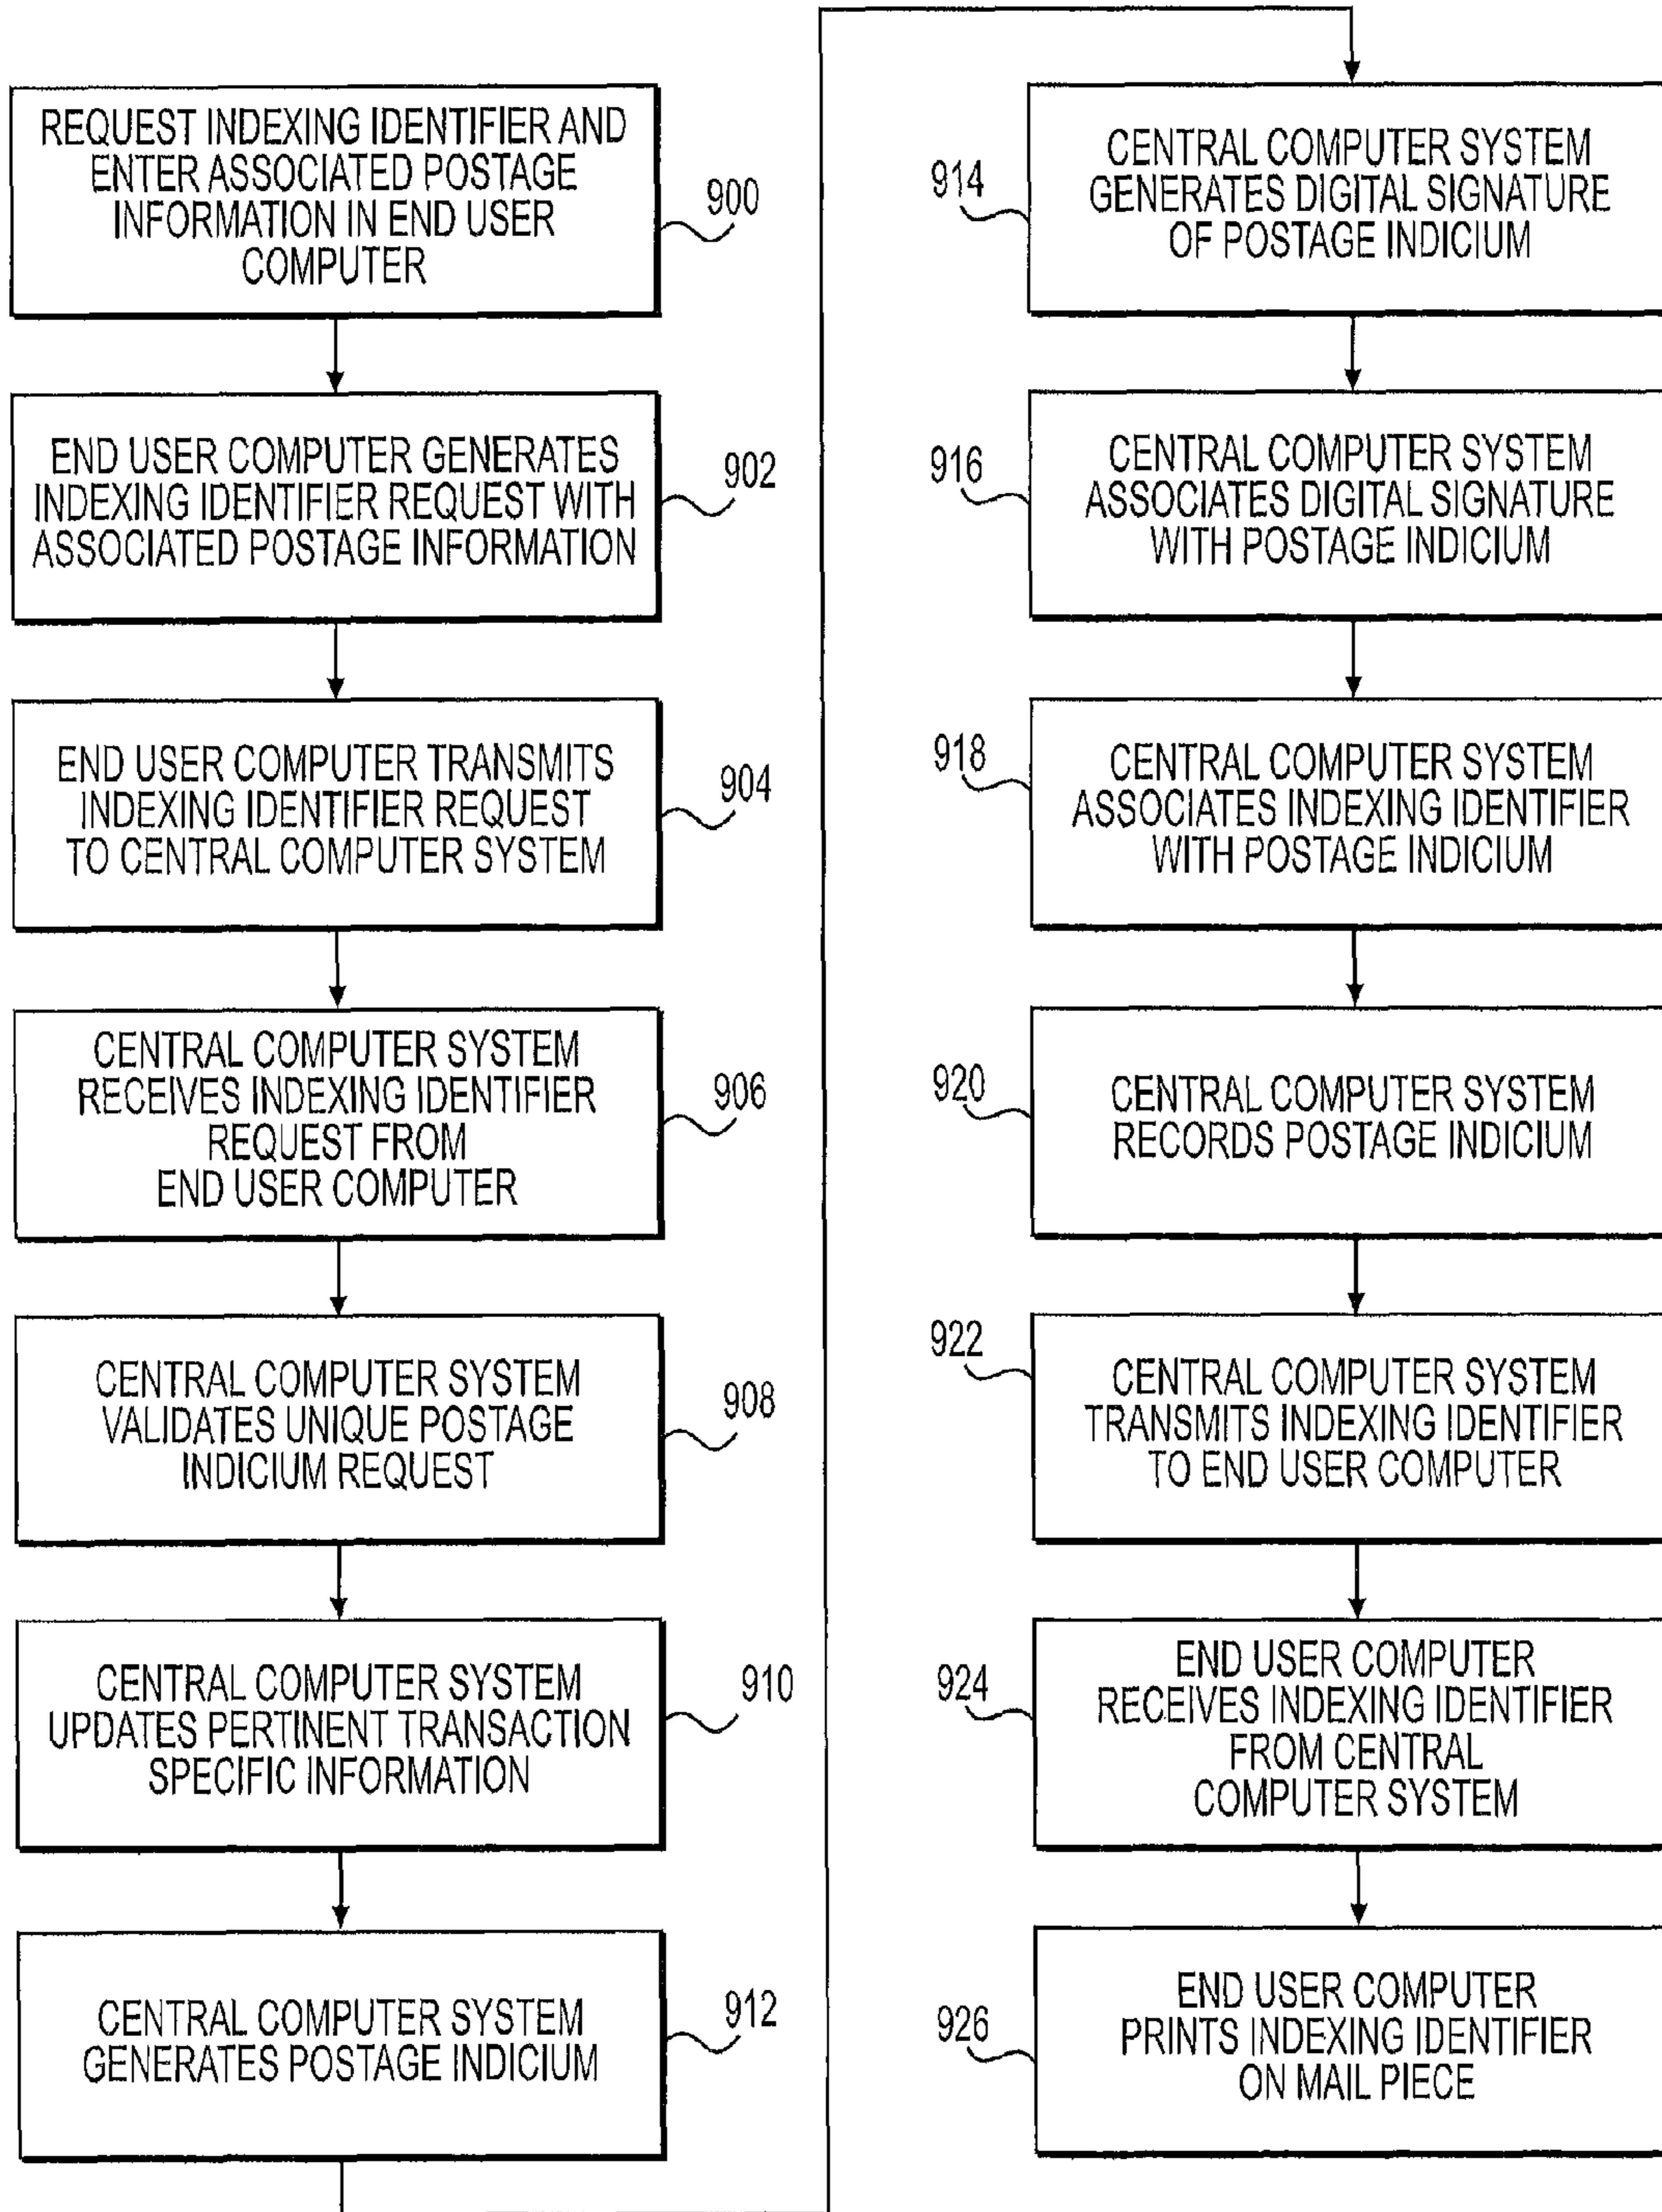 REQUEST INDEXING IDENTIFIER AND
ENTER ASSOCIATED POSTAGE
INFORMATION IN END USER
COMPUTER
900
END USER COMPUTER GENERATES
INDEXING IDENTIFIER REQUEST WITH
ASSOCIATED POSTAGE INFORMATION
902
END USER COMPUTER TRANSMITS
INDEXING IDENTIFIER REQUEST
TO CENTRAL COMPUTER SYSTEM
904
CENTRAL COMPUTER SYSTEM
RECEIVES INDEXING IDENTIFIER
REQUEST FROM
END USER COMPUTER
906
CENTRAL COMPUTER SYSTEM
VALIDATES UNIQUE POSTAGE
INDICIUM REQUEST
908
CENTRAL COMPUTER SYSTEM
UPDATES PERTINENT TRANSACTION
SPECIFIC INFORMATION
910
CENTRAL COMPUTER SYSTEM
GENERATES POSTAGE INDICIUM
912
914
CENTRAL COMPUTER SYSTEM
GENERATES DIGITAL SIGNATURE
OF POSTAGE INDICIUM
916
CENTRAL COMPUTER SYSTEM
ASSOCIATES DIGITAL SIGNATURE
WITH POSTAGE INDICIUM
918
CENTRAL COMPUTER SYSTEM
ASSOCIATES INDEXING IDENTIFIER
WITH POSTAGE INDICIUM
920
CENTRAL COMPUTER SYSTEM
RECORDS POSTAGE INDICIUM
922
CENTRAL COMPUTER SYSTEM
TRANSMITS INDEXING IDENTIFIER
TO END USER COMPUTER
924
END USER COMPUTER
RECEIVES INDEXING IDENTIFIER
FROM CENTRAL
COMPUTER SYSTEM
926
END USER COMPUTER
PRINTS INDEXING IDENTIFIER
ON MAIL PIECE